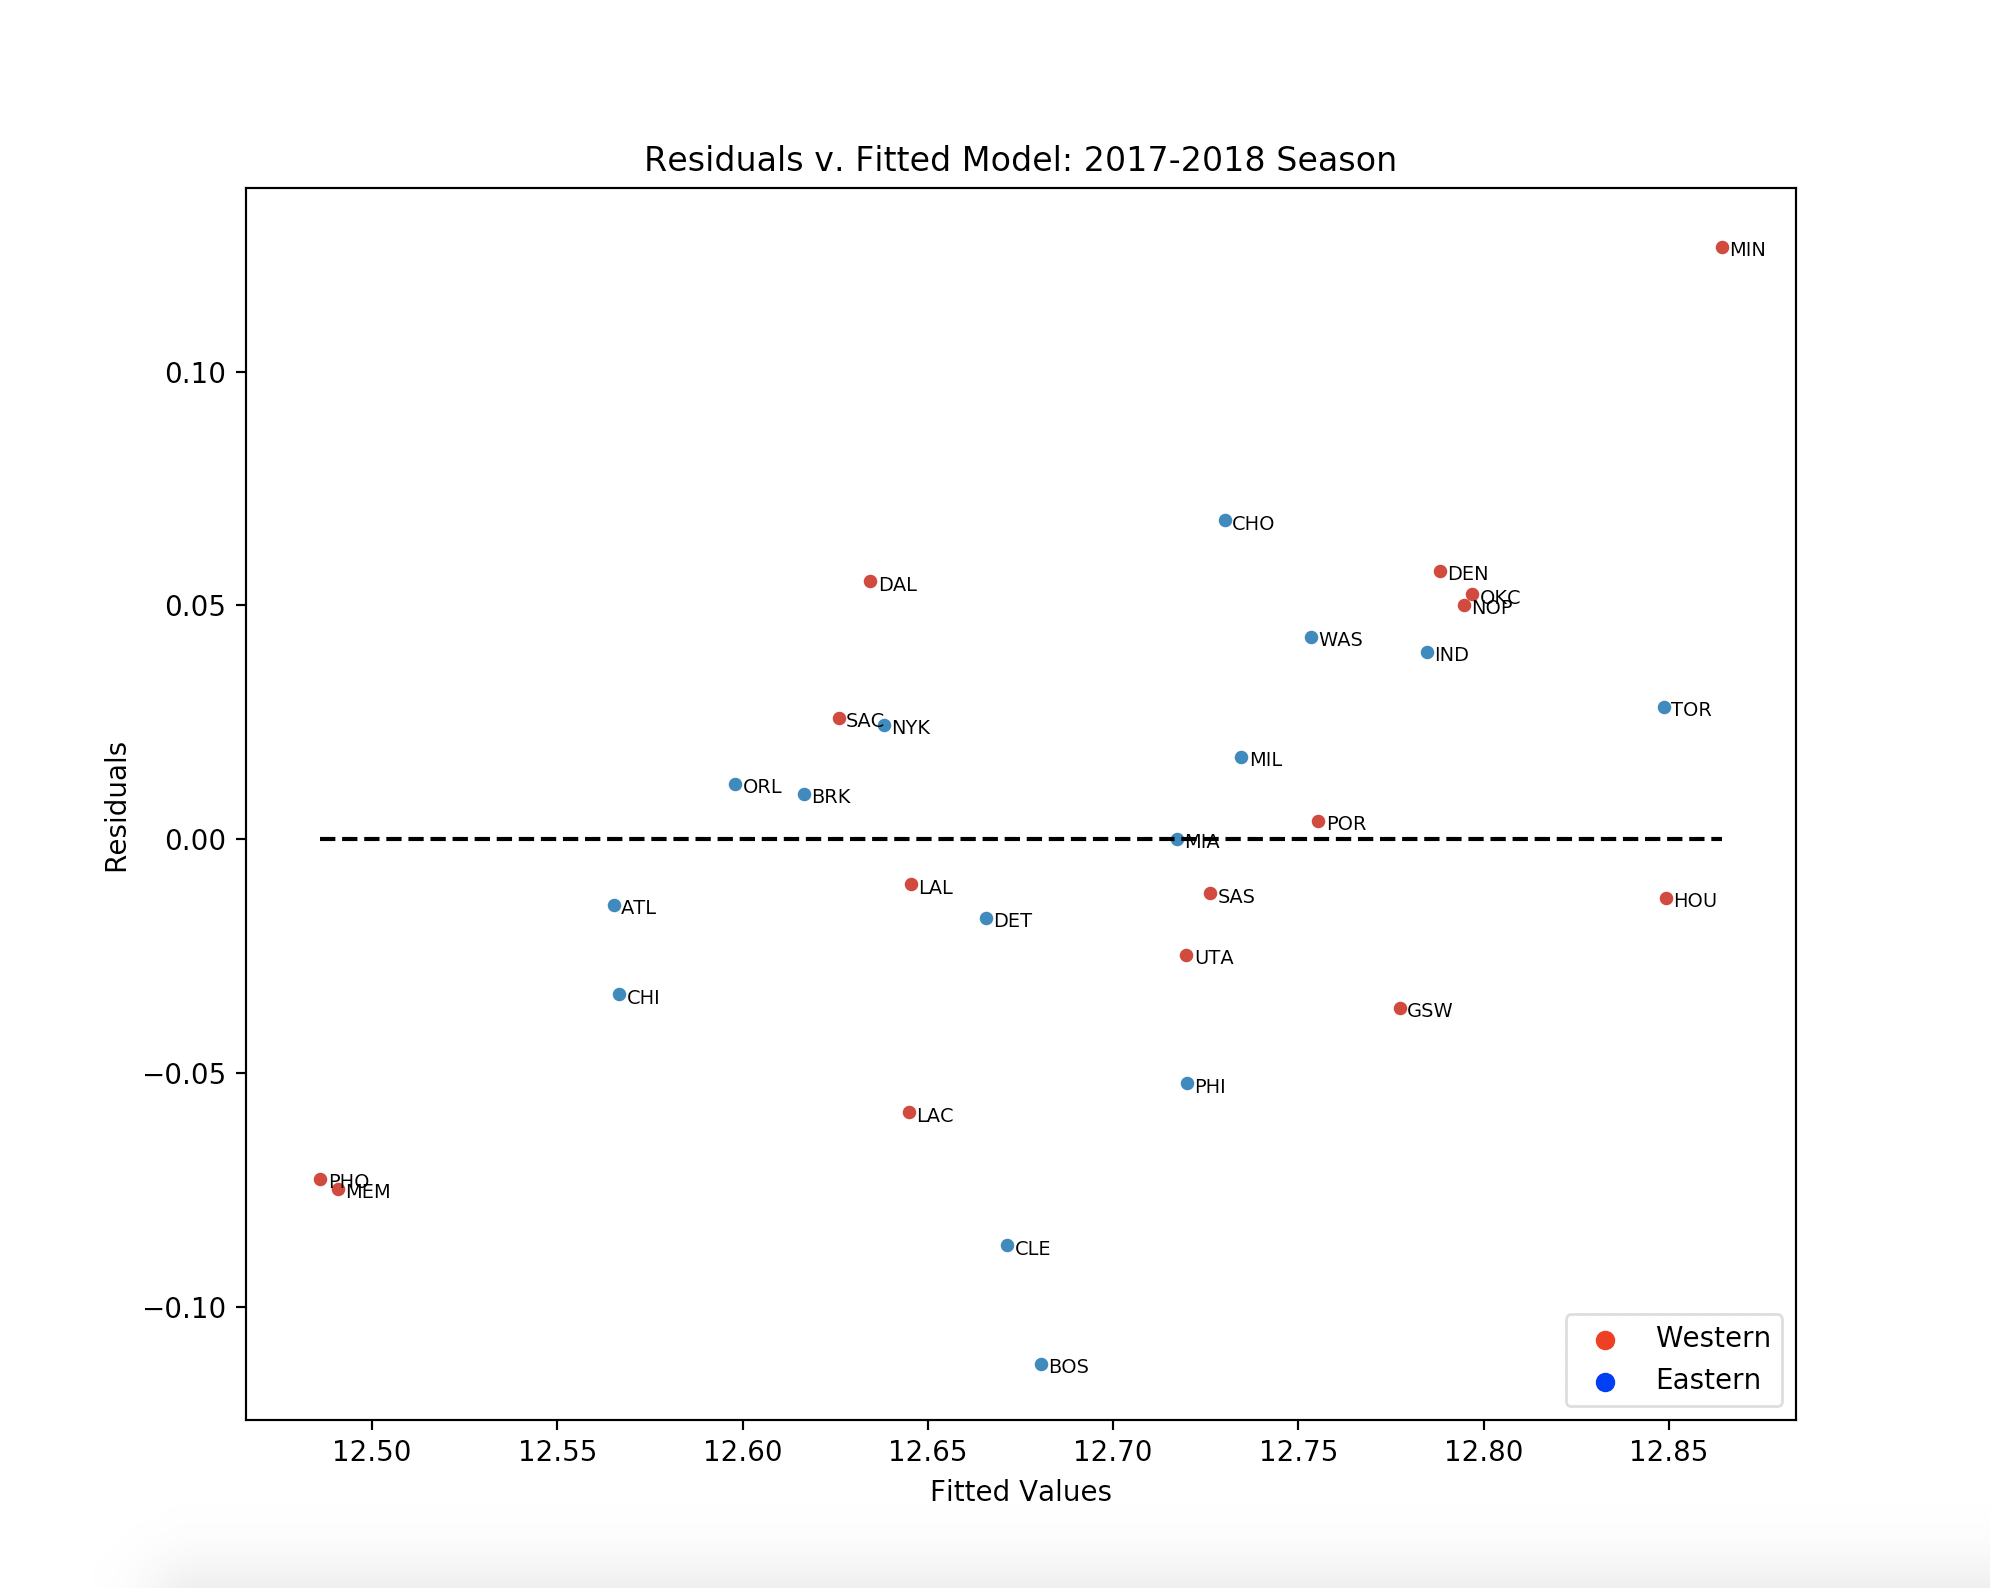 Residuals v. Fitted Model: 2017-2018 Season
MIN
0.10
CHO
DEN
DAL
OKC
0.05
NOP
WAS
IND
TOR
SAC
NYK
MIL
ORL
BRK
POR
Residuals
0.00
MIA
LAL
SAS
HOU
ATL
DET
UTA
CHI
GSW
−0.05
PHI
LAC
PHO
MEM
CLE
−0.10
BOS
Western
Eastern
12.50 12.55 12.60 12.65 12.70 12.75 12.80 12.85
Fitted Values